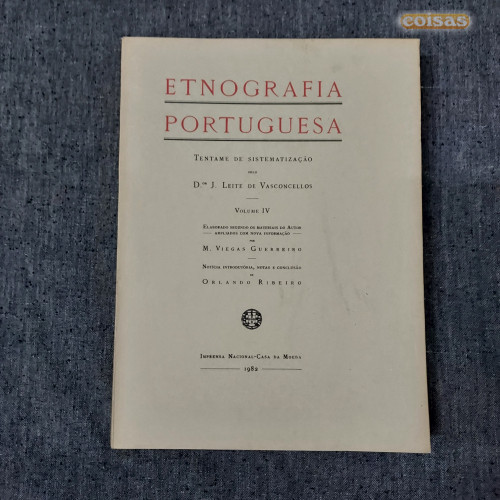 coisas
ETNOGRAFIA
PORTUGUESA
TENTAME DE SISTEMATIZAÇÃO
PELO
D.OR J. LEITE DE VASCONCELLOS
VOLUME IV
ELABORADO SEGUNDO OS MATERIAIS DO AUTOR
AMPLIADOS COM NOVA INFORMAÇÃO
POR
M. VIEGAS GUERREIRO
NOTÍCIA INTRODUTÓRIA, NOTAS E CONCLUSÃO
DE
ORLANDO RIBEIRO
IMPRENSA NACIONAL-CASA DA MOEDA
1982